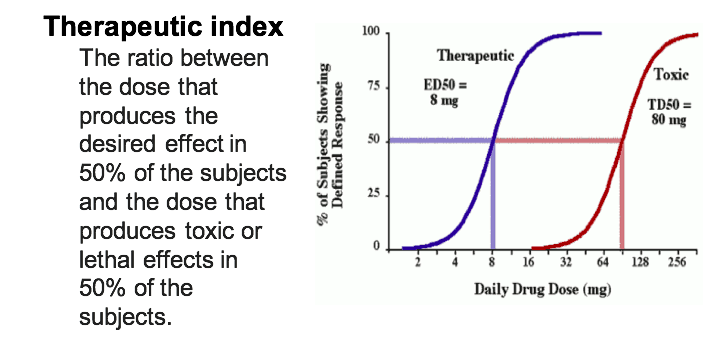 Therapeutic index
The ratio between
the dose that
produces the
desired effect in
50% of the subjects
and the dose that
produces toxic or
lethal effects in
50% of the
subjects.
% of Subjects Showing
Defined Response
100
75
50
25
0
Therapeutic
ED50 =
8 mg
Toxic
TD50 =
80 mg
2 4 8 16 32 64 128 256
Daily Drug Dose (mg)